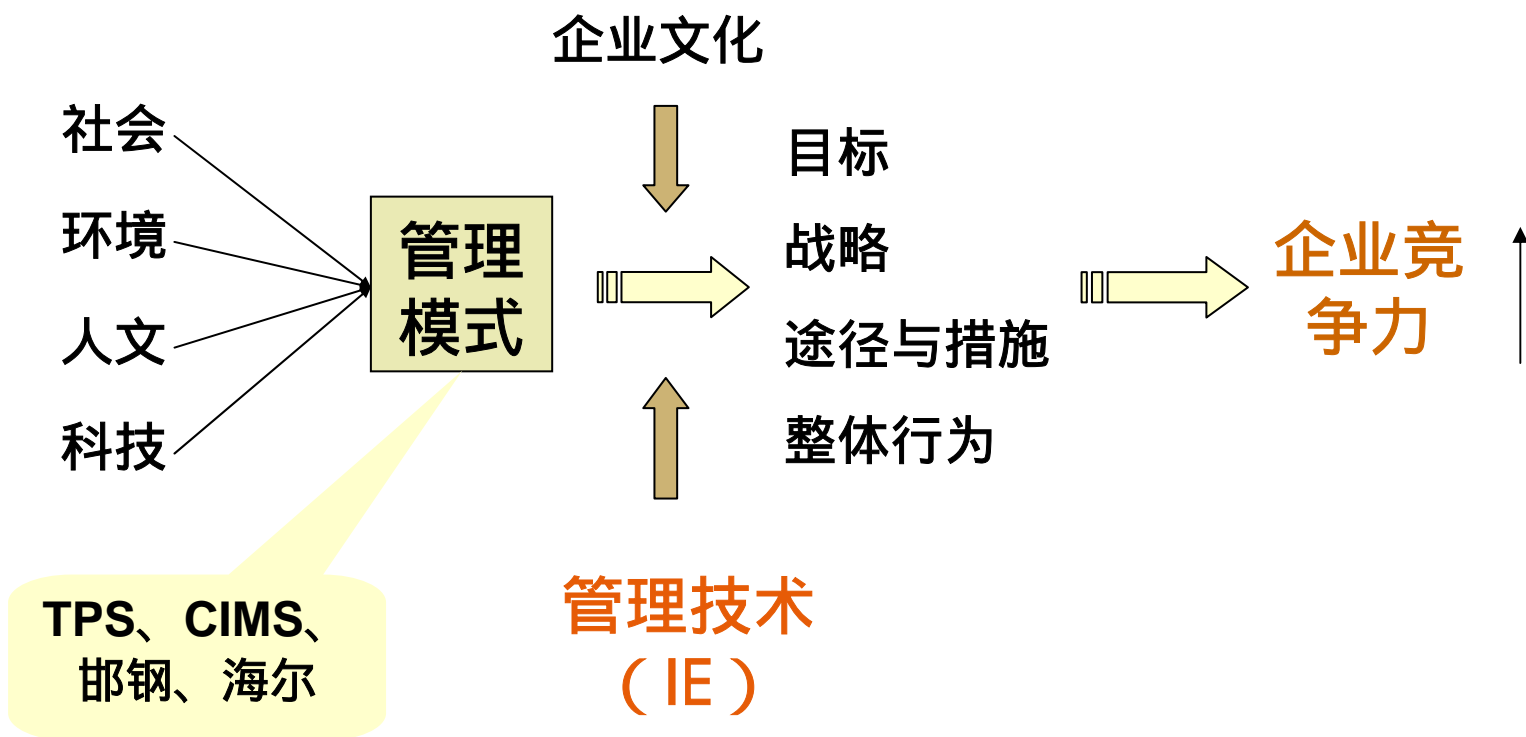 企业文化
社会
环境
人文
科技
管理
模式
目标
战略
途径与措施
整体行为
企业竞
争力
TPS、CIMS、
邯钢、海尔
管理技术
（IE）